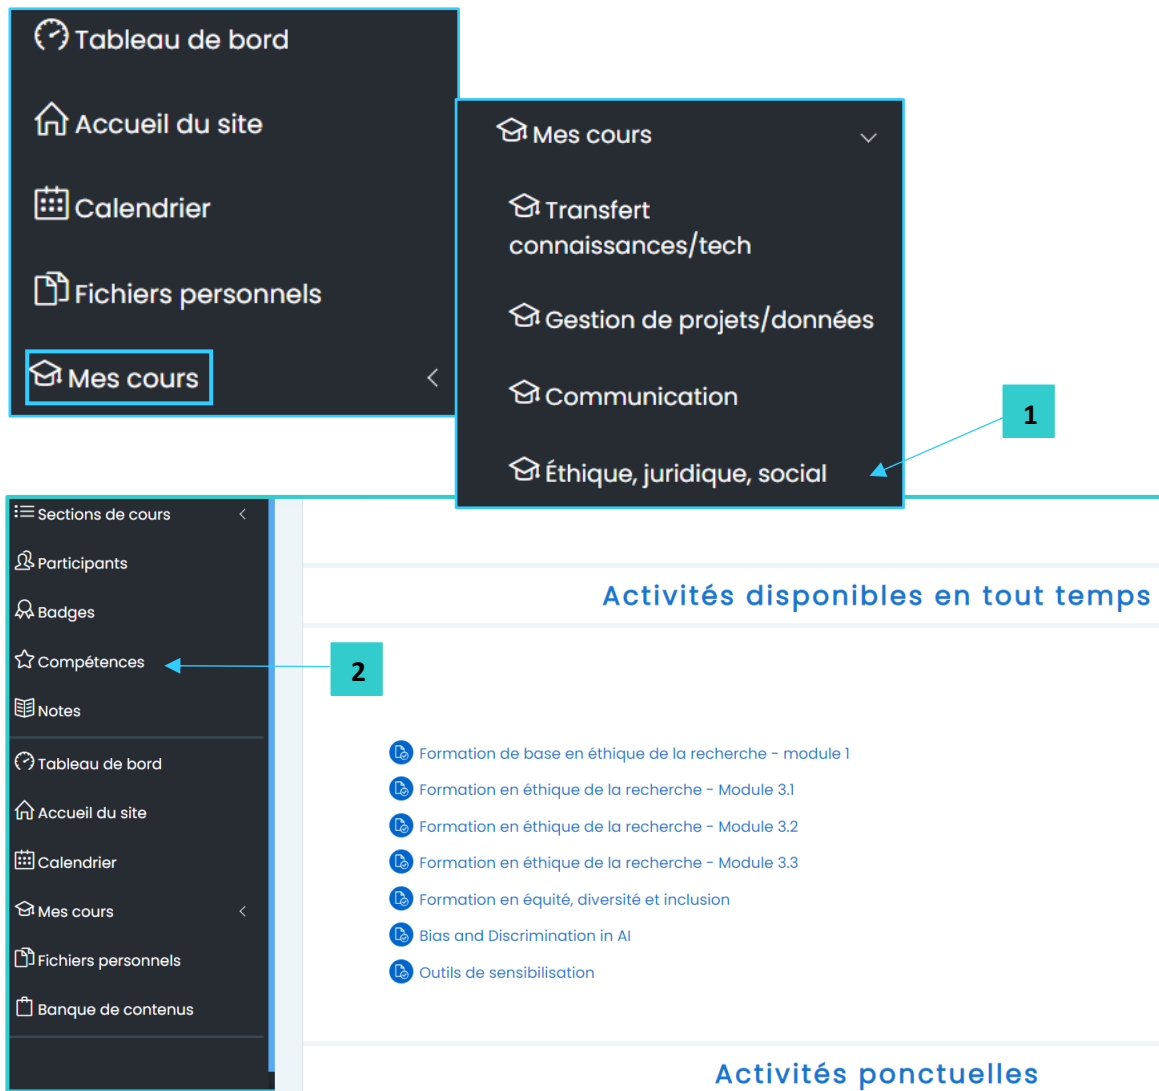 Tableau de bord
Accueil du site
Calendrier
Fichiers personnels
Mes cours
Mes cours
Transfert
connaissances/tech
Gestion de projets/données
Communication
Éthique, juridique, social
1
Sections de cours
Participants
Badges
Compétences
Notes
Tableau de bord
Accueil du site
Calendrier
Mes cours
Fichiers personnels
Banque de contenus
2
Activités disponibles en tout temps
Formation de base en éthique de la recherche - module 1
Formation en éthique de la recherche - Module 3.1
Formation en éthique de la recherche - Module 3.2
Formation en éthique de la recherche - Module 3.3
Formation en équité, diversité et inclusion
Bias and Discrimination in AI
Outils de sensibilisation
Activités ponctuelles